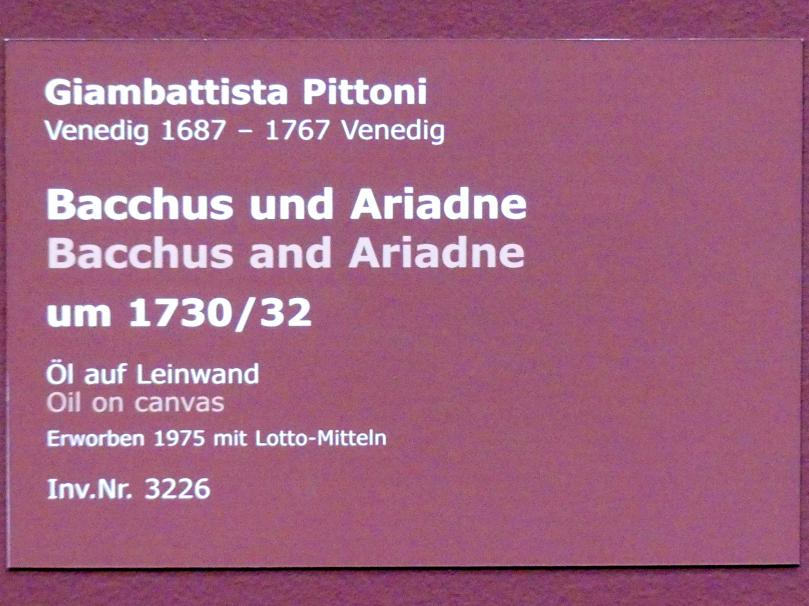 Giambattista Pittoni
Venedig 1687 – 1767 Venedig
Bacchus und Ariadne
Bacchus and Ariadne
um 1730/32
Öl auf Leinwand
Oil on canvas
Erworben 1975 mit Lotto-Mitteln
Inv.Nr. 3226